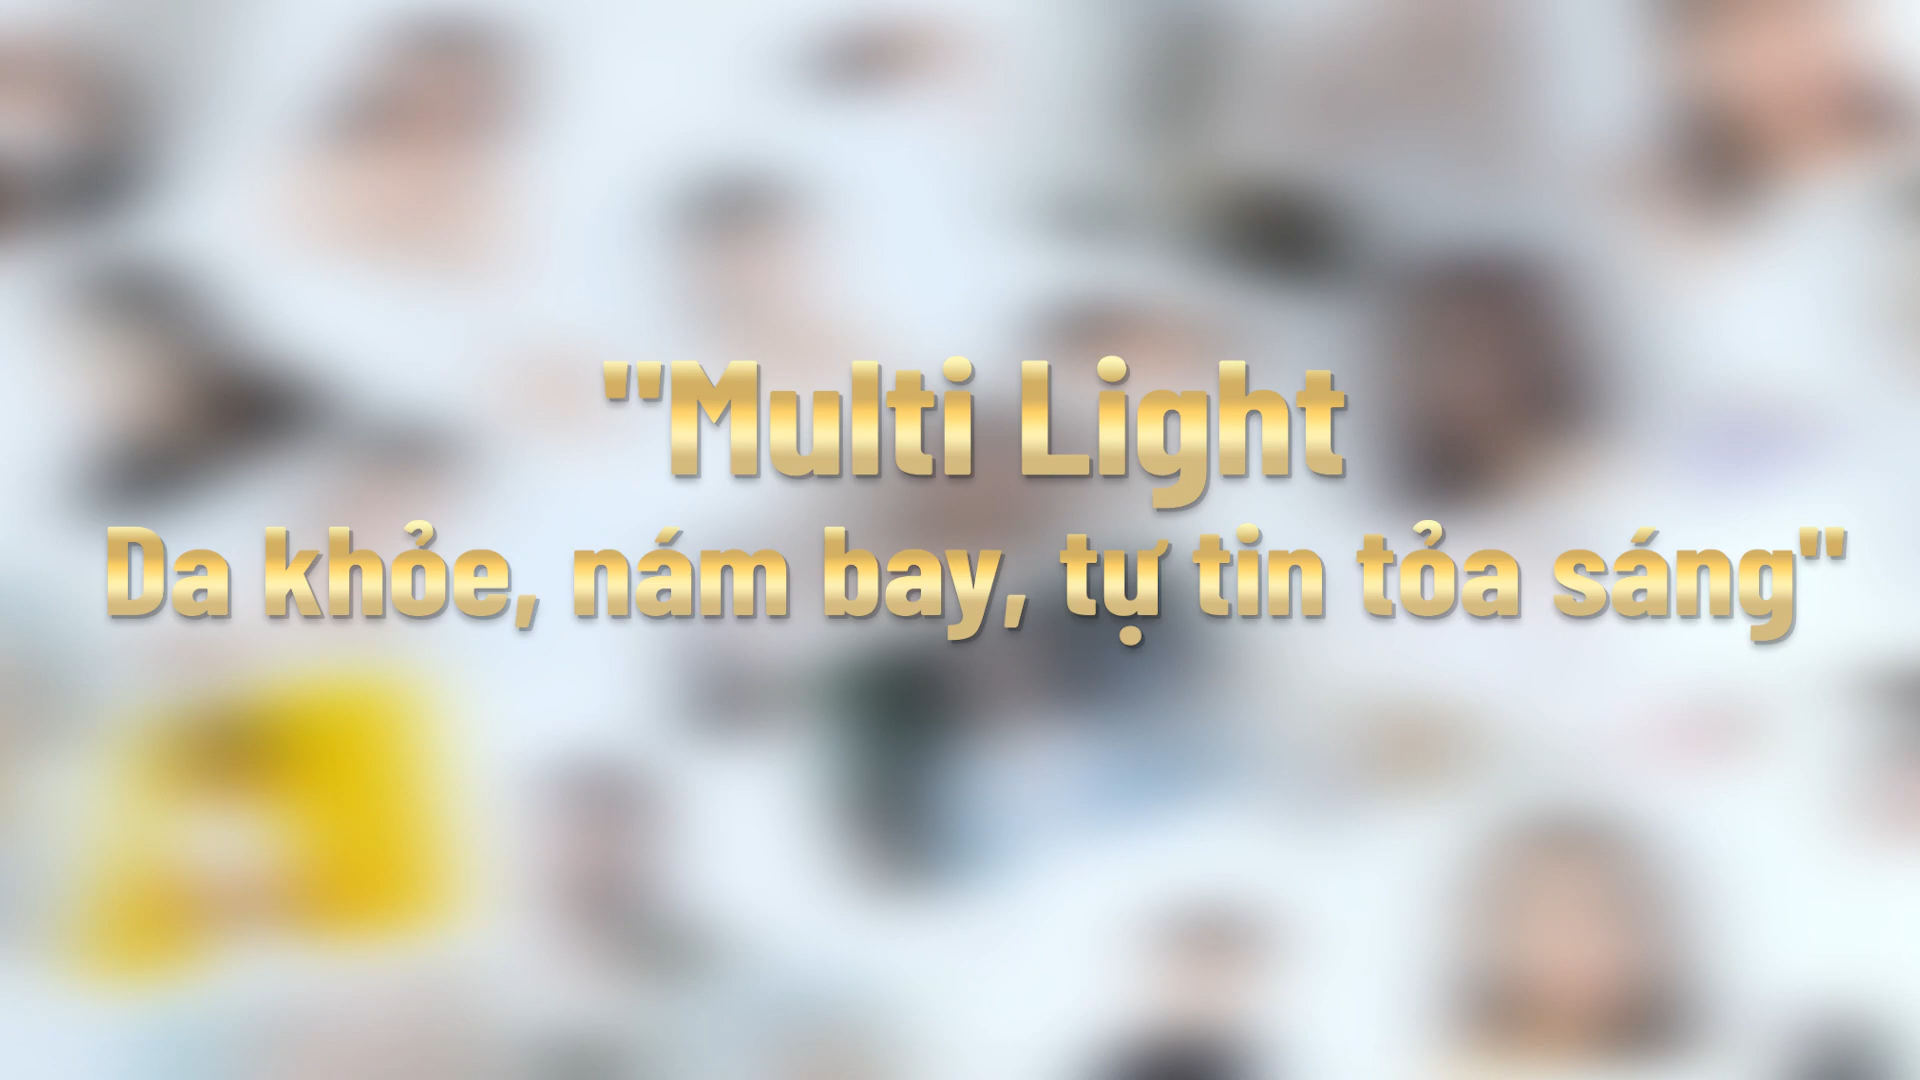 "Multi Light
Da khỏe, nám bay, tự tin tỏa sáng"